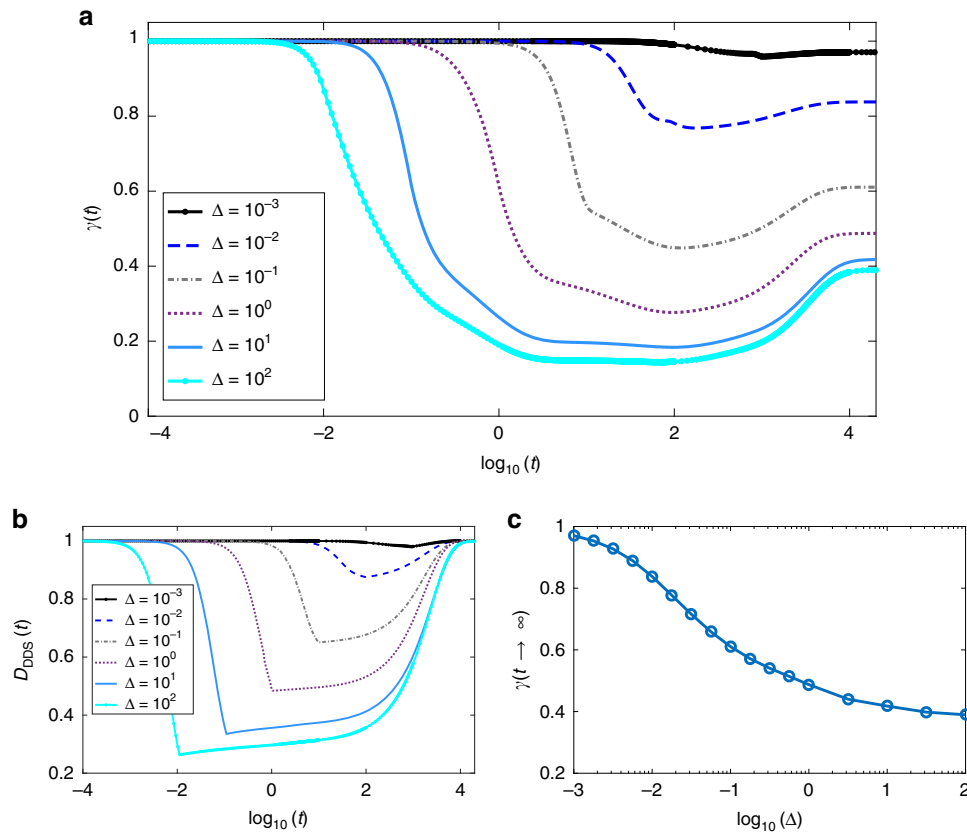 a
1
0.8
0.6
0.4
0.2
0
γ(t)
Δ = 10⁻³
Δ = 10⁻²
Δ = 10⁻¹
Δ = 10⁰
Δ = 10¹
Δ = 10²
−4 −2 0 2 4
log₁₀ (t)
b
1
0.8
0.6
0.4
0.2
D_DDS (t)
Δ = 10⁻³
Δ = 10⁻²
Δ = 10⁻¹
Δ = 10⁰
Δ = 10¹
Δ = 10²
−4 −2 0 2 4
log₁₀ (t)
c
1
0.8
0.6
0.4
0.2
γ(t → ∞)
−3 −2 −1 0 1 2
log₁₀ (Δ)